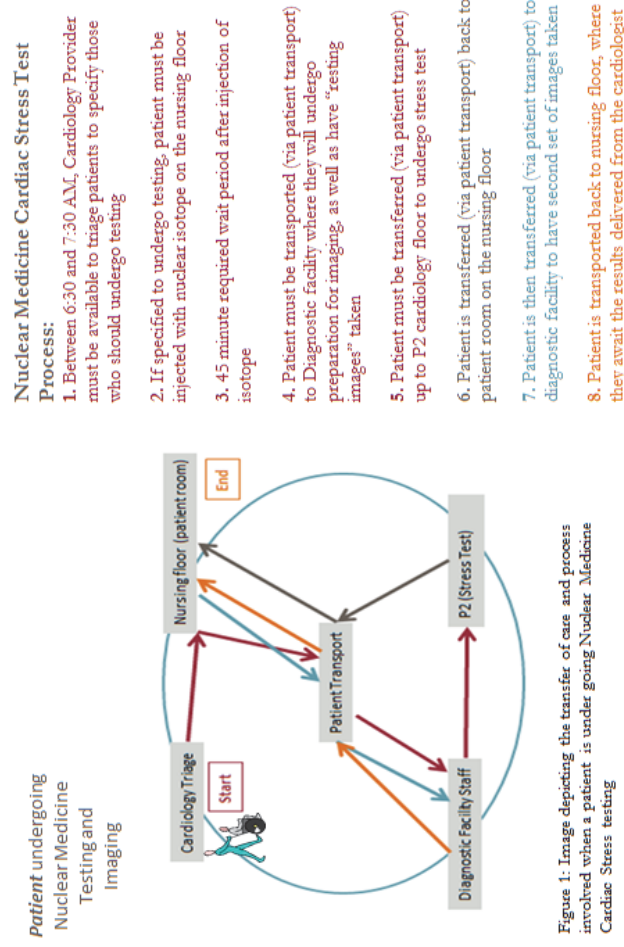 Patient undergoing
Nuclear Medicine
Testing and
Imaging
Cardiology Triage
Start
Nursing floor (patient room)
End
Patient Transport
Diagnostic Facility Staff
P2 (Stress Test)
Figure 1: Image depicting the transfer of care and process
involved when a patient is under going Nuclear Medicine
Cardiac Stress testing
Nuclear Medicine Cardiac Stress Test
Process:
1. Between 6:30 and 7:30 AM, Cardiology Provider
must be available to triage patients to specify those
who should undergo testing
2. If specified to undergo testing, patient must be
injected with nuclear isotope on the nursing floor
3. 45 minute required wait period after injection of
isotope
4. Patient must be transported (via patient transport)
to Diagnostic facility where they will undergo
preparation for imaging, as well as have "resting
images" taken
5. Patient must be transferred (via patient transport)
up to P2 cardiology floor to undergo stress test
6. Patient is transferred (via patient transport) back to
patient room on the nursing floor
7. Patient is then transferred (via patient transport) to
diagnostic facility to have second set of images taken
8. Patient is transported back to nursing floor, where
they await the results delivered from the cardiologist